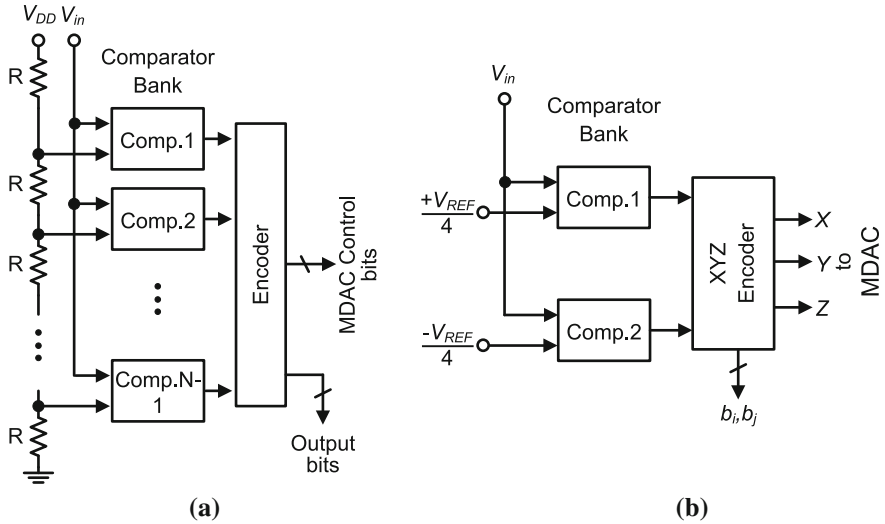 V_DD V_in
Comparator
Bank
R
Comp.1
R
Comp.2
R
Encoder
MDAC Control
bits
Comp.N-
1
R
Output
bits
(a)
V_in
Comparator
Bank
+V_REF
4
Comp.1
-V_REF
4
Comp.2
XYZ
Encoder
X
Y
Z
to
MDAC
b_i,b_j
(b)